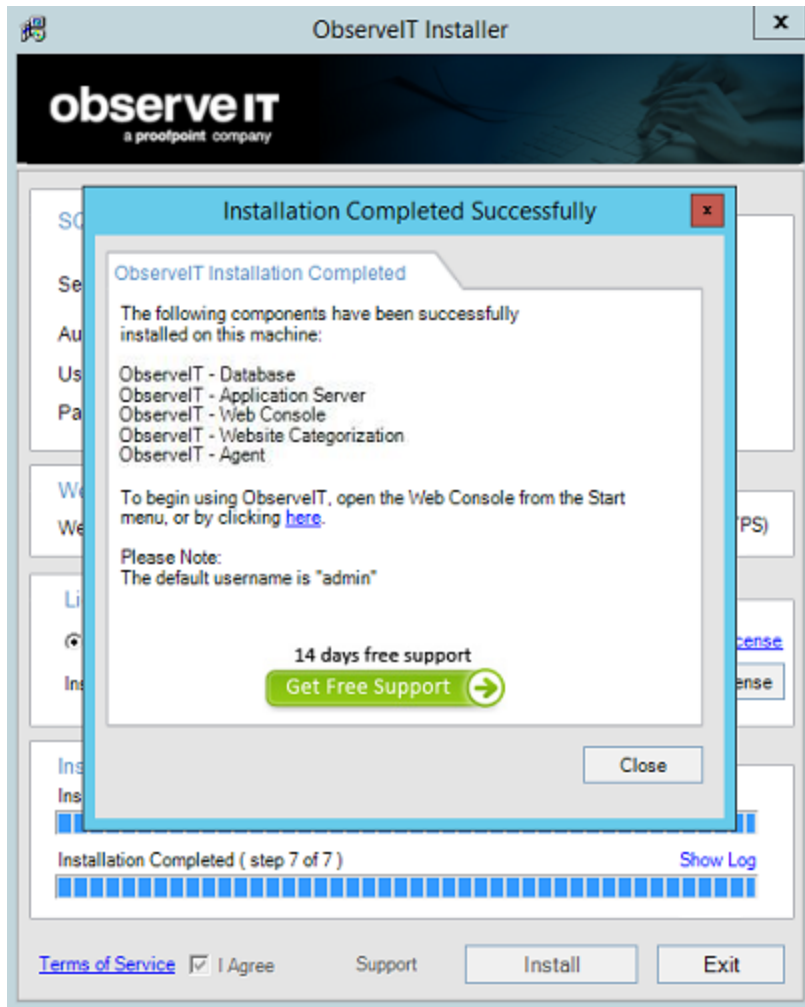 ObserveIT Installer
x
observe IT
a proofpoint company
Installation Completed Successfully
x
ObserveIT Installation Completed
The following components have been successfully
installed on this machine:
ObserveIT - Database
ObserveIT - Application Server
ObserveIT - Web Console
ObserveIT - Website Categorization
ObserveIT - Agent
To begin using ObserveIT, open the Web Console from the Start
menu, or by clicking here.
Please Note:
The default username is "admin"
14 days free support
Get Free Support
Close
Installation Completed ( step 7 of 7 )
Show Log
Terms of Service
I Agree
Support
Install
Exit